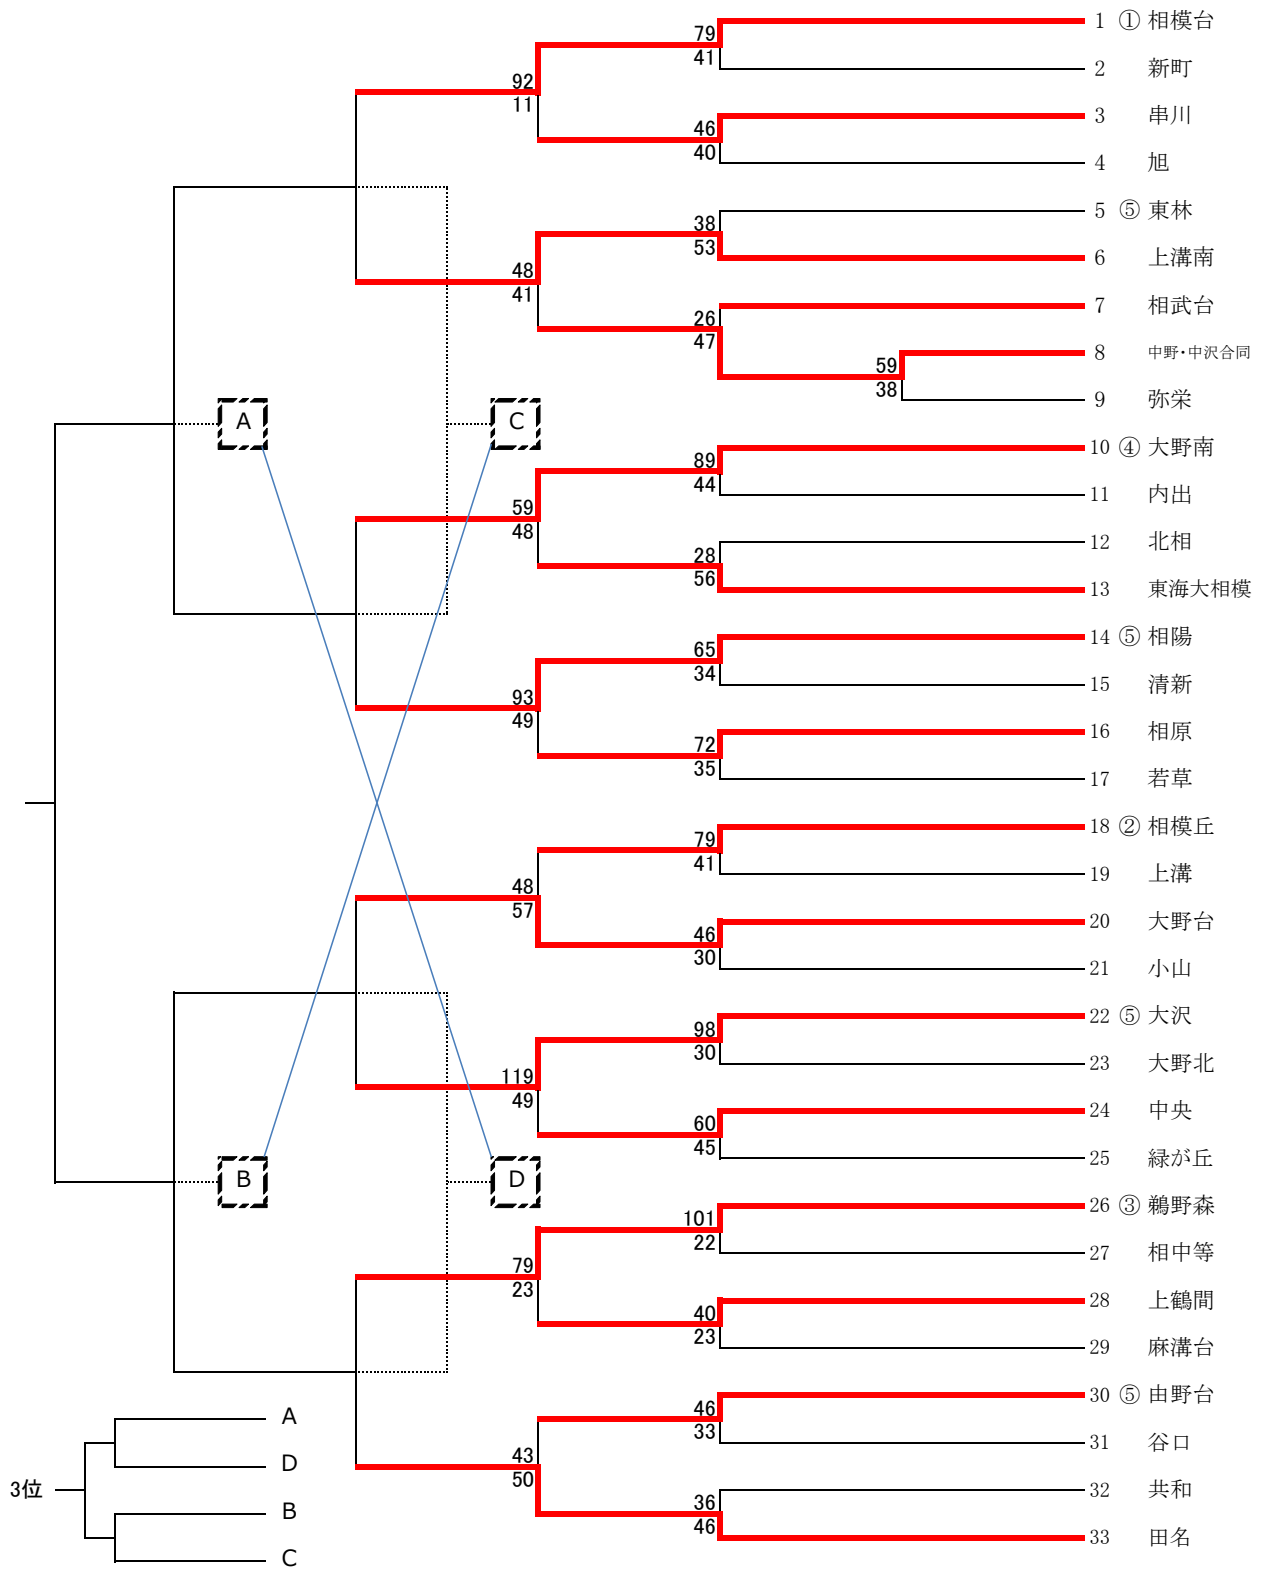 1 ① 相模台
79
41
2 新町
92
11
3 串川
46
40
4 旭
5 ⑤ 東林
38
53
6 上溝南
48
41
7 相武台
26
47
8 中野・中沢合同
59
38
9 弥栄
A
C
10 ④ 大野南
89
44
11 内出
59
48
12 北相
28
56
13 東海大相模
14 ⑤ 相陽
65
34
15 清新
93
49
16 相原
72
35
17 若草
18 ② 相模丘
79
41
19 上溝
48
57
20 大野台
46
30
21 小山
22 ⑤ 大沢
98
30
23 大野北
119
49
24 中央
60
45
25 緑が丘
B
D
26 ③ 鵜野森
101
22
27 相中等
79
23
28 上鶴間
40
23
29 麻溝台
30 ⑤ 由野台
46
33
31 谷口
43
50
32 共和
36
46
33 田名
A
D
3位
B
C